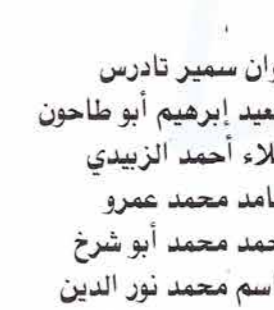 سمير تادرس
إبرهيم أبو طاحون
أحمد الزبيدي
محمد عمرو
محمد أبو شرخ
محمد نور الدين